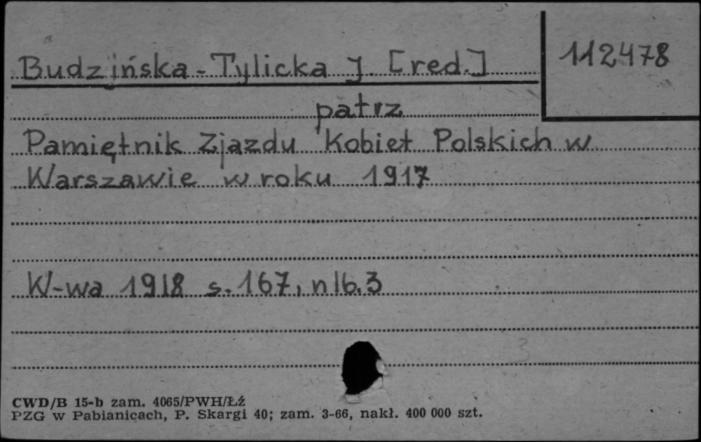 Budzińska-Tylicka J. [red.]
112478
patrz
Pamiętnik Zjazdu Kobiet Polskich w
Warszawie w roku 1917
W-wa 1918 s. 167, nlb. 3
CWD/B 15-b zam. 4065/PWH/Łź
PZG w Pabianicach, P. Skargi 40; zam. 3-66, nakł. 400 000 szt.